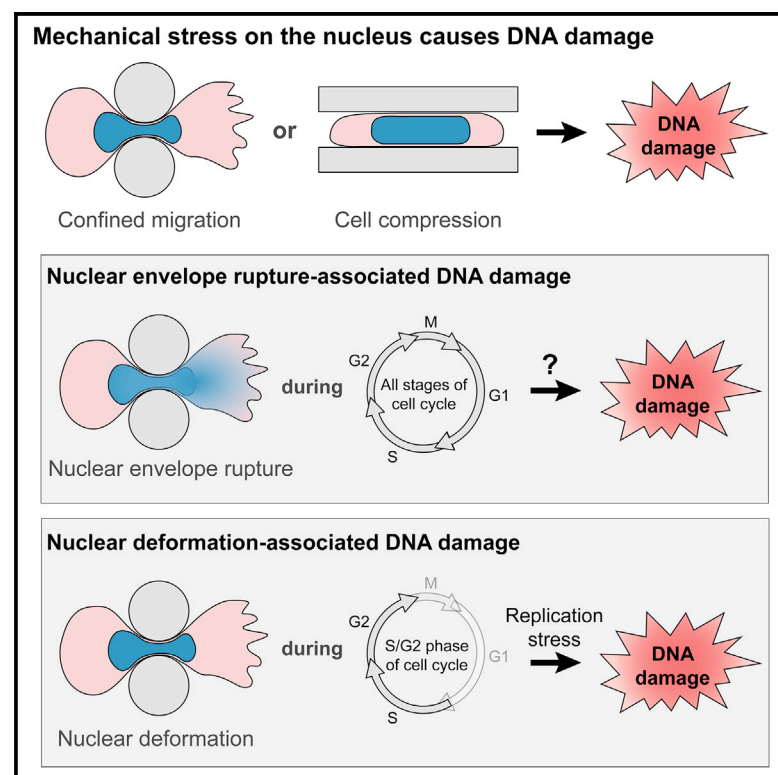 Mechanical stress on the nucleus causes DNA damage
or
DNA
damage
Confined migration
Cell compression
Nuclear envelope rupture-associated DNA damage
M
G2
?
during
All stages of
cell cycle
G1
DNA
damage
S
Nuclear envelope rupture
Nuclear deformation-associated DNA damage
M
G2
Replication
stress
during
S/G2 phase
of cell cycle
G1
DNA
damage
S
Nuclear deformation